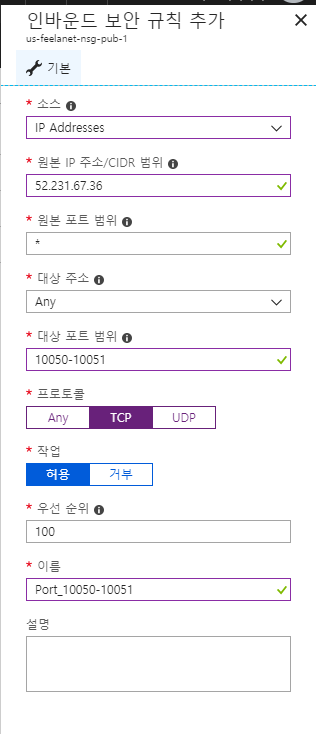 인바운드 보안 규칙 추가
us-feelanet-nsg-pub-1
기본
* 소스
IP Addresses
* 원본 IP 주소/CIDR 범위
52.231.67.36
* 원본 포트 범위
*
* 대상 주소
Any
* 대상 포트 범위
10050-10051
* 프로토콜
Any TCP UDP
* 작업
허용 거부
* 우선 순위
100
* 이름
Port_10050-10051
설명